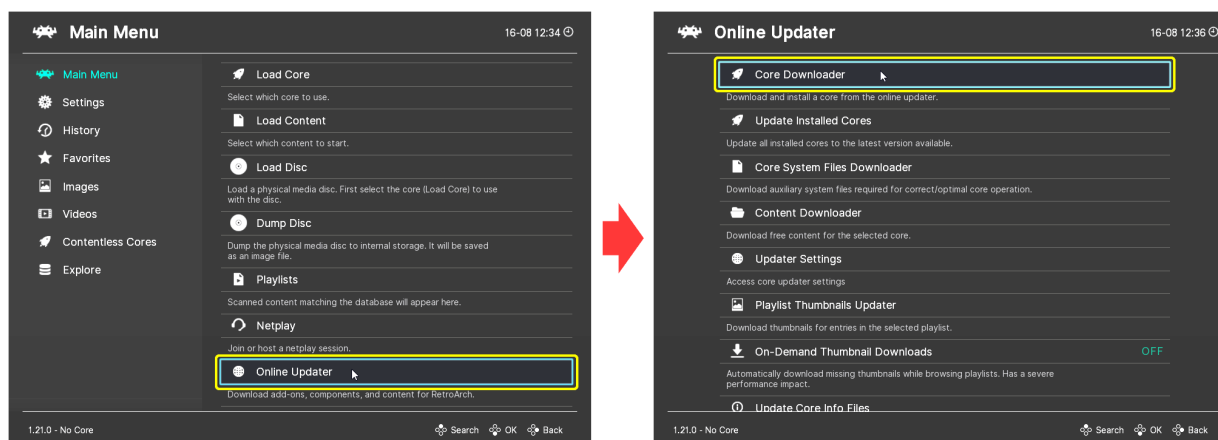 Main Menu
16-08 12:34
Main Menu
Settings
History
Favorites
Images
Videos
Contentless Cores
Explore
Load Core
Select which core to use.
Load Content
Select which content to start.
Load Disc
Load a physical media disc. First select the core (Load Core) to use
with the disc.
Dump Disc
Dump the physical media disc to internal storage. It will be saved
as an image file.
Playlists
Scanned content matching the database will appear here.
Netplay
Join or host a netplay session.
Online Updater
Download add-ons, components, and content for RetroArch.
1.21.0 - No Core
Search OK Back
Online Updater
16-08 12:36
Core Downloader
Download and install a core from the online updater.
Update Installed Cores
Update all installed cores to the latest version available.
Core System Files Downloader
Download auxiliary system files required for correct/optimal core operation.
Content Downloader
Download free content for the selected core.
Updater Settings
Access core updater settings
Playlist Thumbnails Updater
Download thumbnails for entries in the selected playlist.
On-Demand Thumbnail Downloads OFF
Automatically download missing thumbnails while browsing playlists. Has a severe
performance impact.
Update Core Info Files
1.21.0 - No Core
Search OK Back